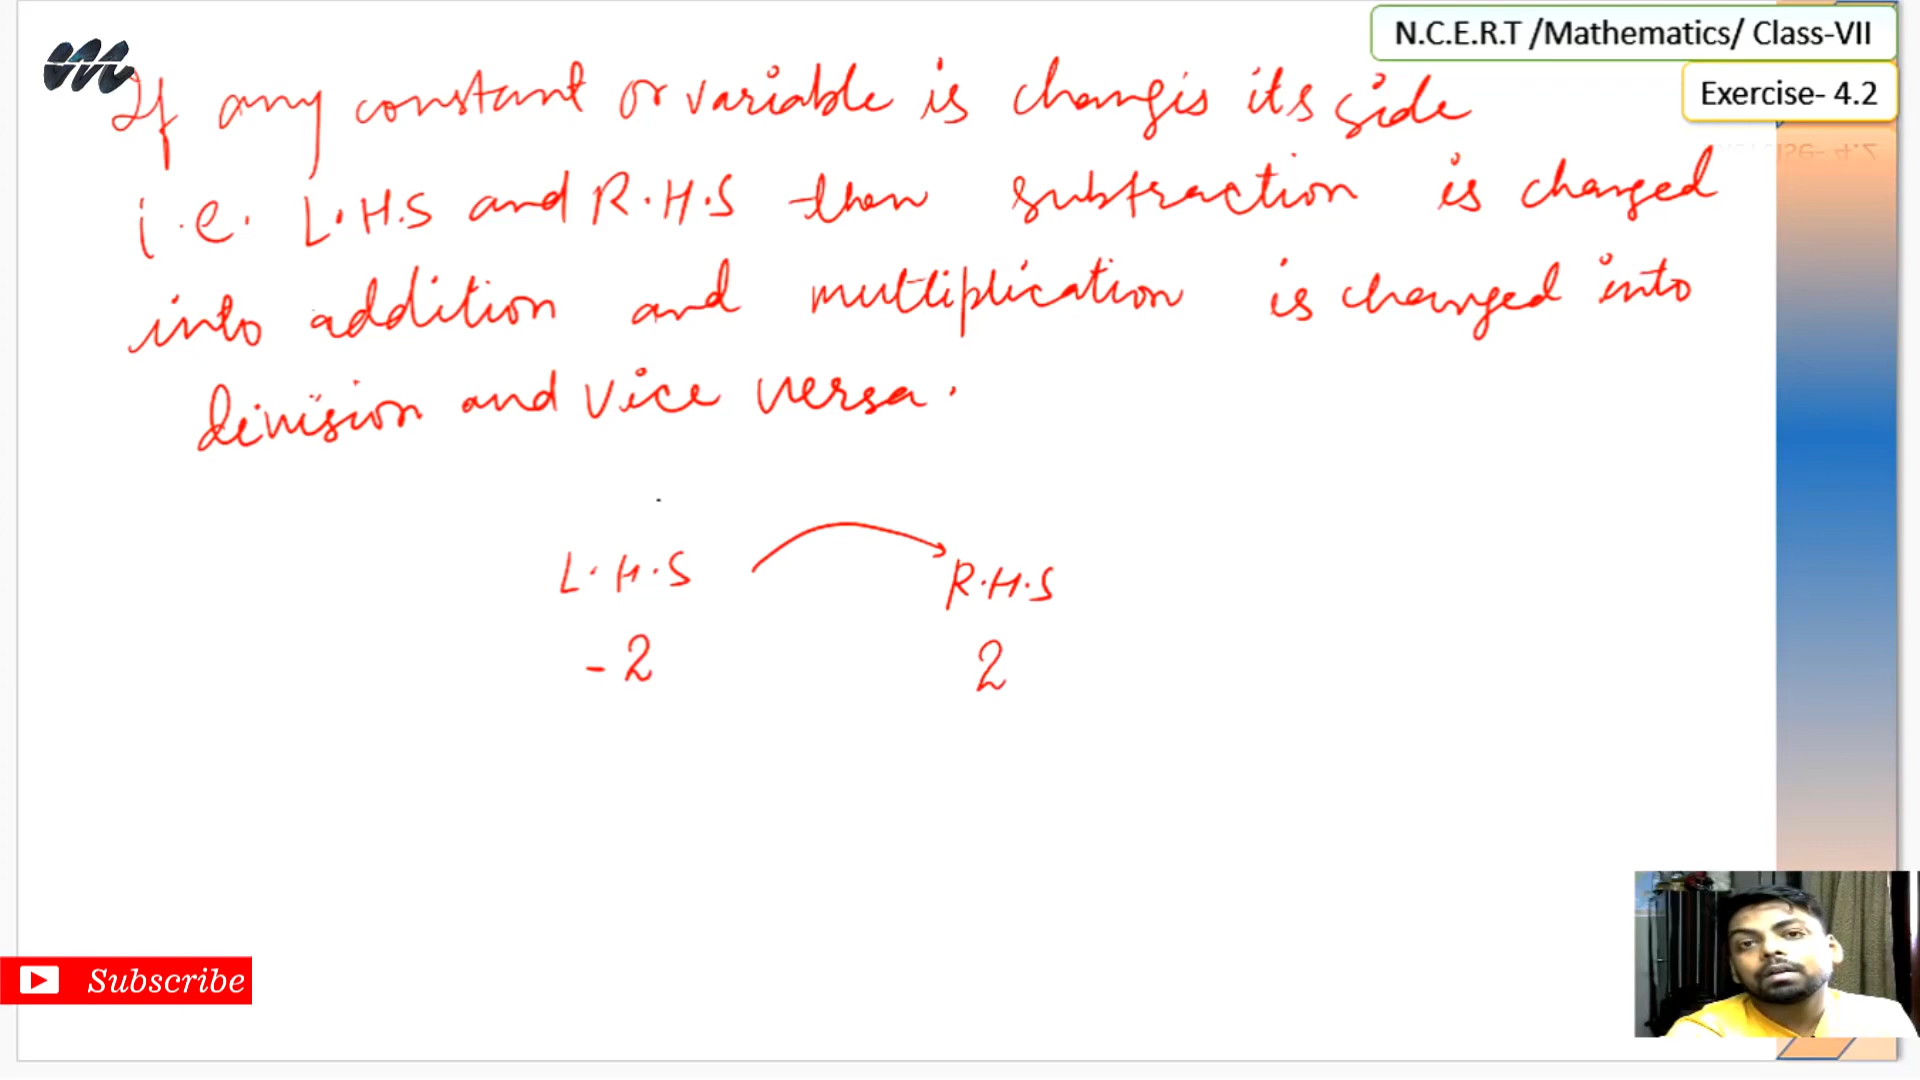 N.C.E.R.T /Mathematics/ Class-VII
Exercise- 4.2
If any constant or variable is changis its side
i.e. L.H.S and R.H.S then subtraction is changed
into addition and multiplication is changed into
division and vice versa.
L.H.S R.H.S
-2 2
Subscribe